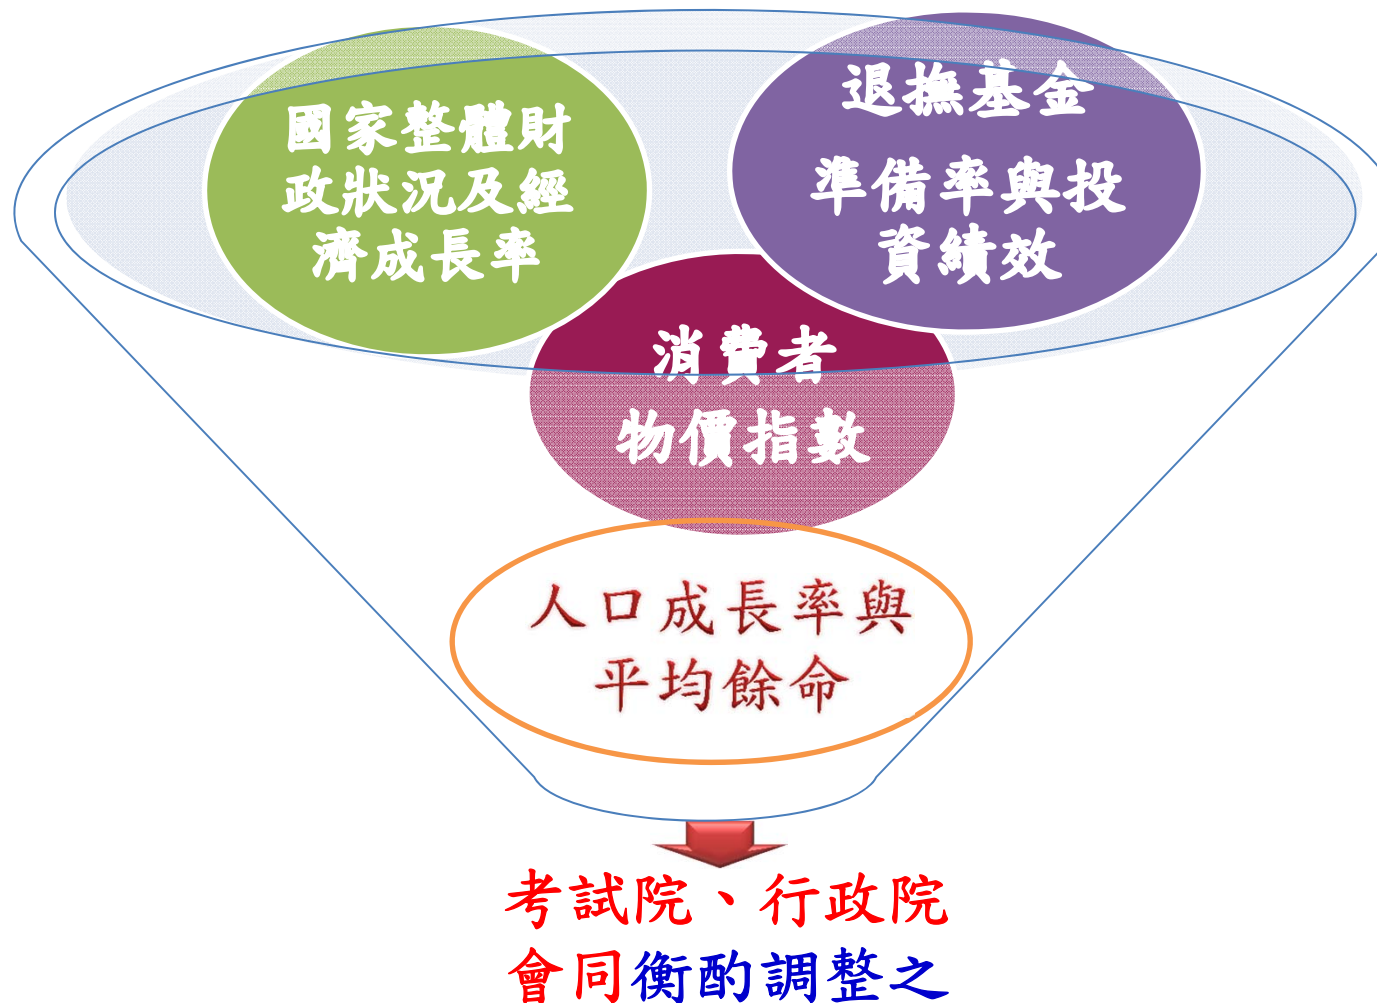 國家整體財
政狀況及經
濟成長率
退撫基金
準備率與投
資績效
消費者
物價指數
人口成長率與
平均餘命
考試院、行政院
會同衡酌調整之